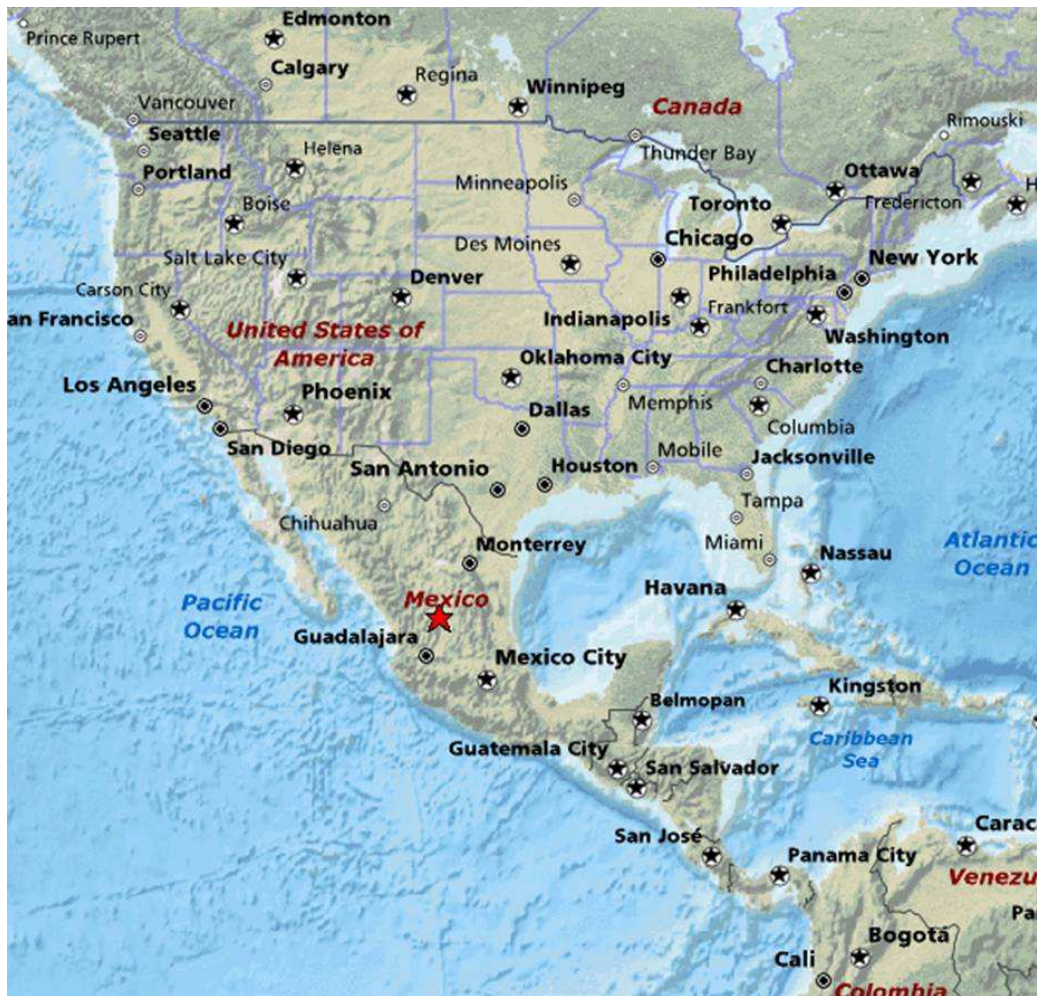 Edmonton
Prince Rupert
Calgary
Regina
Winnipeg
Canada
Vancouver
Rimouski
Seattle
Helena
Thunder Bay
Portland
Minneapolis
Ottawa
H
Boise
Toronto
Fredericton
Chicago
Salt Lake City
Des Moines
New York
Denver
Philadelphia
Carson City
Frankfort
an Francisco
Indianapolis
United States of
America
Washington
Oklahoma City
Charlotte
Los Angeles
Phoenix
Memphis
Dallas
Columbia
San Diego
Mobile
San Antonio
Houston
Jacksonville
Chihuahua
Tampa
Monterrey
Miami
Nassau
Atlantic
Ocean
Havana
Mexico
Pacific
Ocean
Guadalajara
Mexico City
Kingston
Belmopan
Caribbean
Sea
Guatemala City
San Salvador
San José
Panama City
Carac
Venezu
Pa
Bogotá
Cali
Colombia